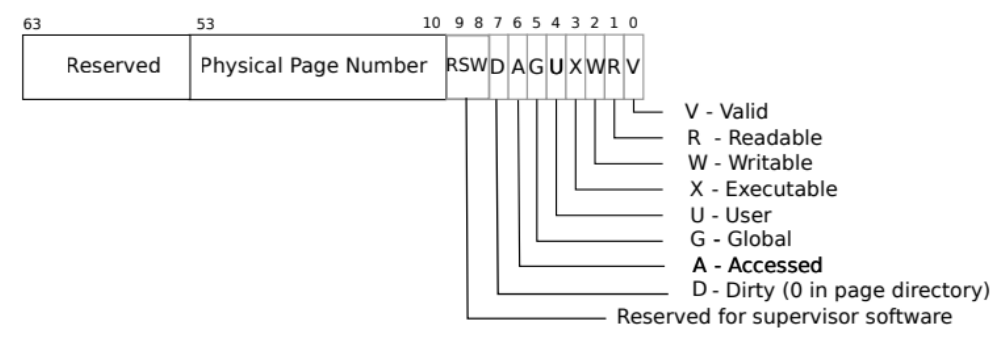 63 53 10 9 8 7 6 5 4 3 2 1 0
Reserved Physical Page Number RSW D A G U X W R V
V - Valid
R - Readable
W - Writable
X - Executable
U - User
G - Global
A - Accessed
D - Dirty (0 in page directory)
Reserved for supervisor software